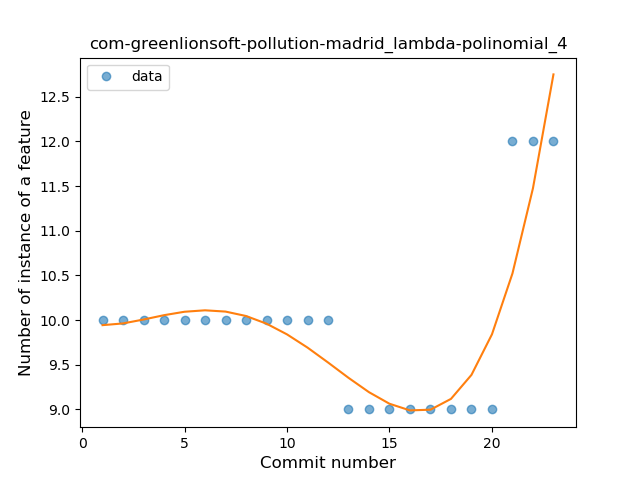 com-greenlionsoft-pollution-madrid_lambda-polinomial_4
data
Number of instance of a feature
12.5
12.0
11.5
11.0
10.5
10.0
9.5
9.0
0 5 10 15 20
Commit number